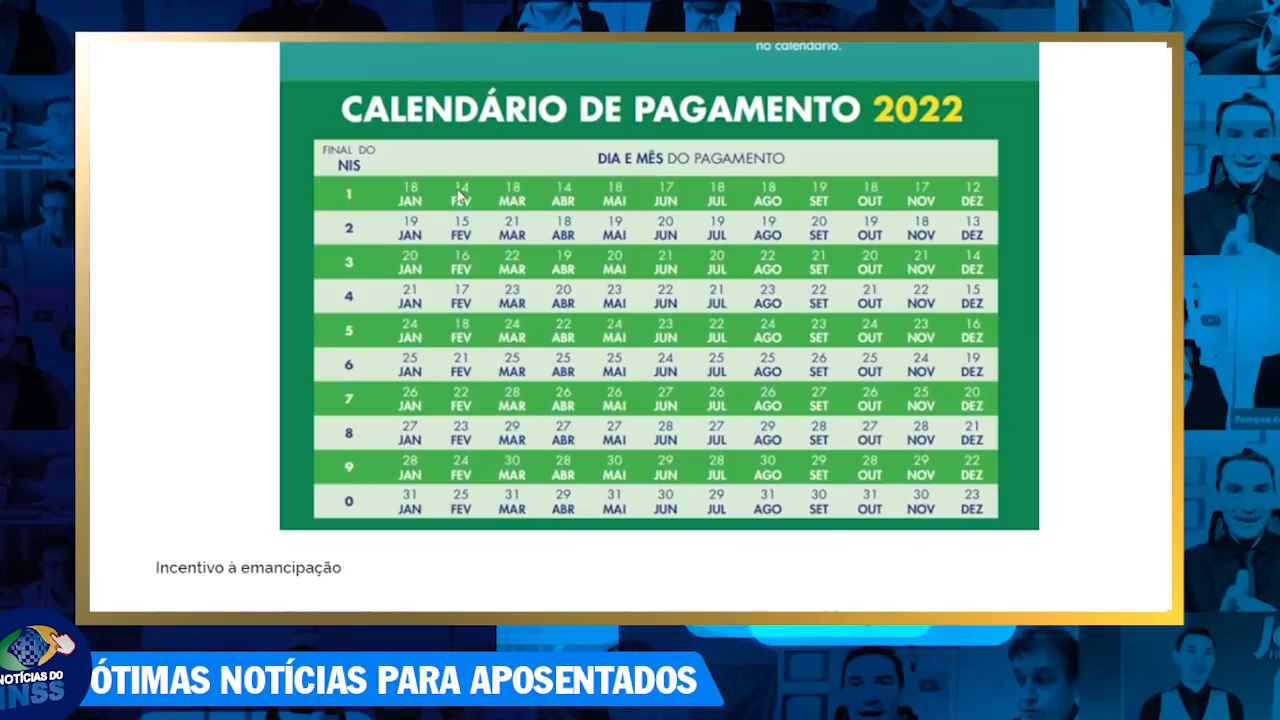 no calendário.
CALENDÁRIO DE PAGAMENTO 2022
FINAL DO NIS DIA E MÊS DO PAGAMENTO
1 18 JAN 14 FEV 18 MAR 14 ABR 18 MAI 17 JUN 18 JUL 18 AGO 19 SET 18 OUT 17 NOV 12 DEZ
2 19 JAN 15 FEV 21 MAR 18 ABR 19 MAI 20 JUN 19 JUL 19 AGO 20 SET 19 OUT 18 NOV 13 DEZ
3 20 JAN 16 FEV 22 MAR 19 ABR 20 MAI 21 JUN 20 JUL 22 AGO 21 SET 20 OUT 21 NOV 14 DEZ
4 21 JAN 17 FEV 23 MAR 20 ABR 23 MAI 22 JUN 21 JUL 23 AGO 22 SET 21 OUT 22 NOV 15 DEZ
5 24 JAN 18 FEV 24 MAR 22 ABR 24 MAI 23 JUN 22 JUL 24 AGO 23 SET 24 OUT 23 NOV 16 DEZ
6 25 JAN 21 FEV 25 MAR 25 ABR 25 MAI 24 JUN 25 JUL 25 AGO 26 SET 25 OUT 24 NOV 19 DEZ
7 26 JAN 22 FEV 28 MAR 26 ABR 26 MAI 27 JUN 26 JUL 26 AGO 27 SET 26 OUT 25 NOV 20 DEZ
8 27 JAN 23 FEV 29 MAR 27 ABR 27 MAI 28 JUN 27 JUL 29 AGO 28 SET 27 OUT 28 NOV 21 DEZ
9 28 JAN 24 FEV 30 MAR 28 ABR 30 MAI 29 JUN 28 JUL 30 AGO 29 SET 28 OUT 29 NOV 22 DEZ
0 31 JAN 25 FEV 31 MAR 29 ABR 31 MAI 30 JUN 29 JUL 31 AGO 30 SET 31 OUT 30 NOV 23 DEZ
Incentivo à emancipação
NOTÍCIAS DO
INSS
ÓTIMAS NOTÍCIAS PARA APOSENTADOS